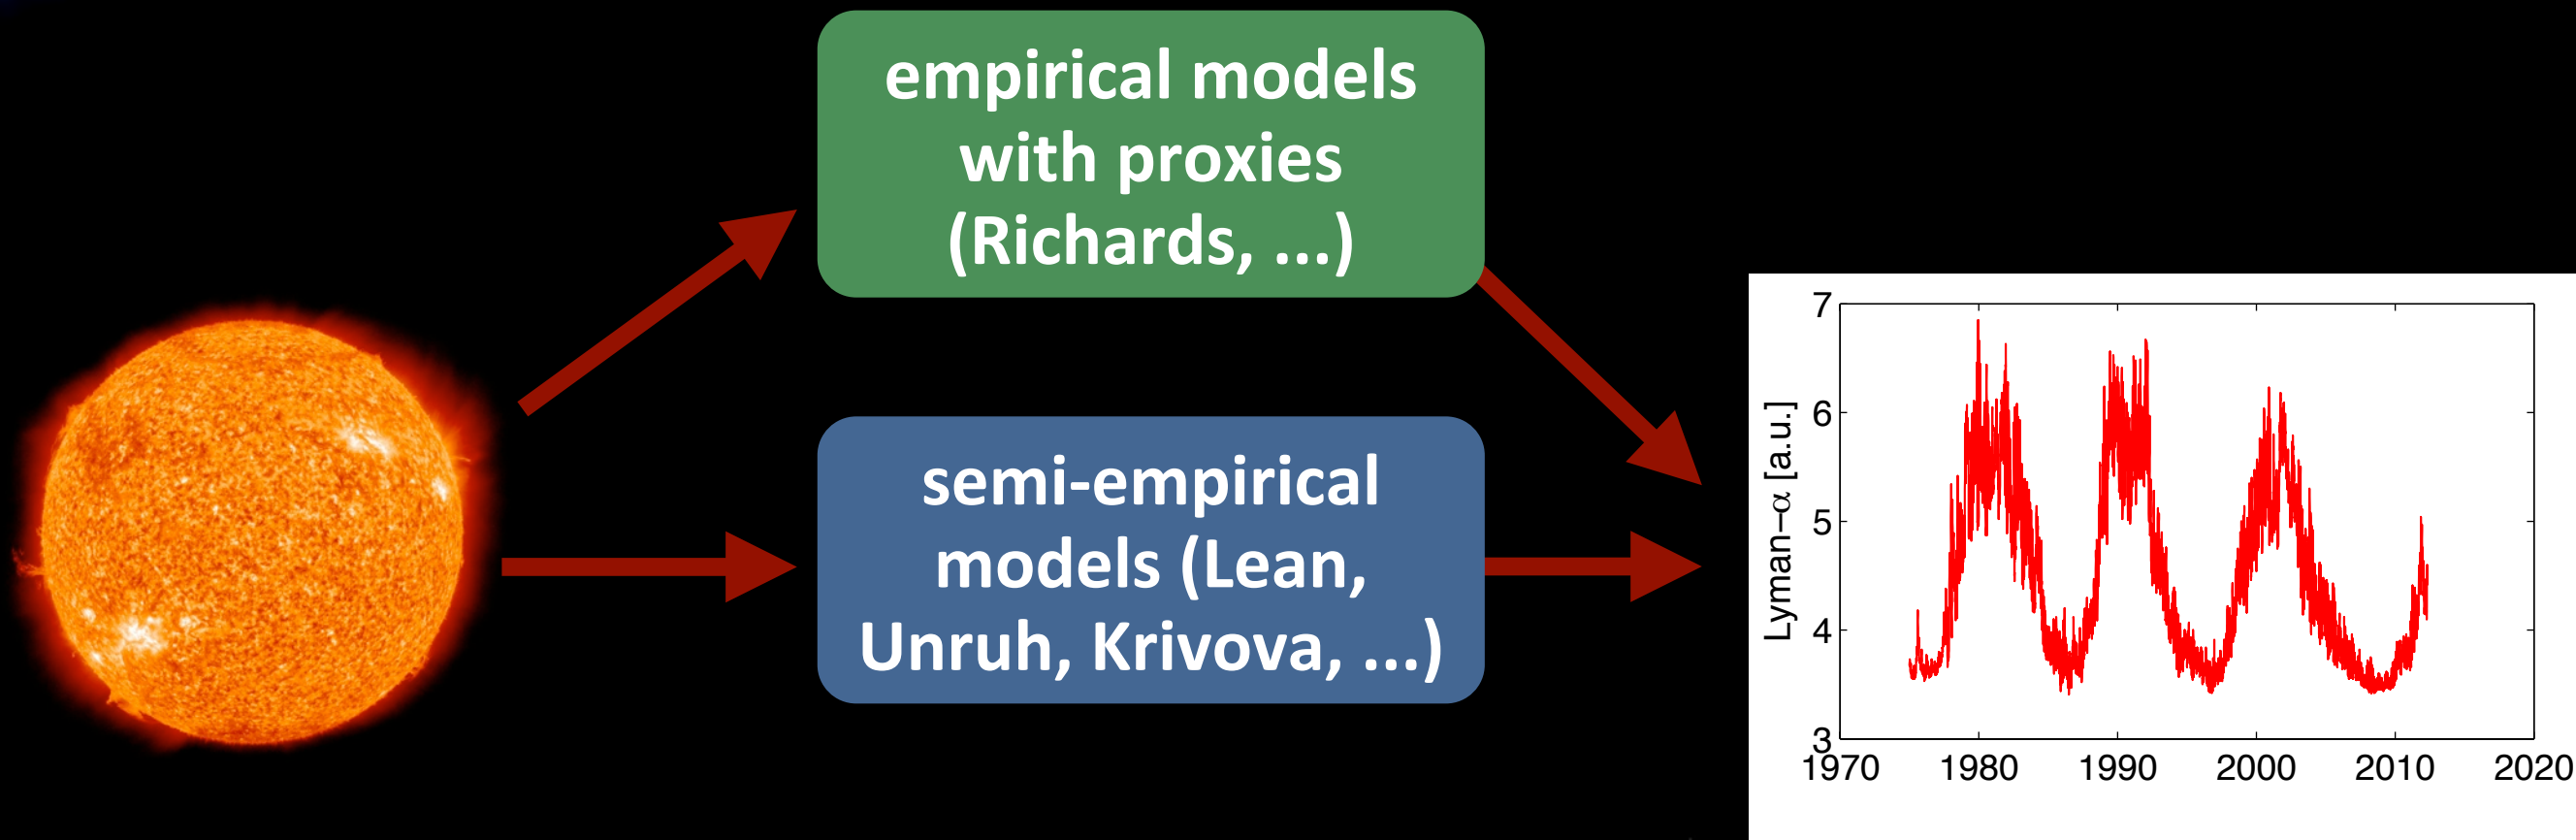 empirical models
with proxies
(Richards, ...)
semi-empirical
models (Lean,
Unruh, Krivova, ...)
Lyman–α [a.u.]
7
6
5
4
3
1970 1980 1990 2000 2010 2020